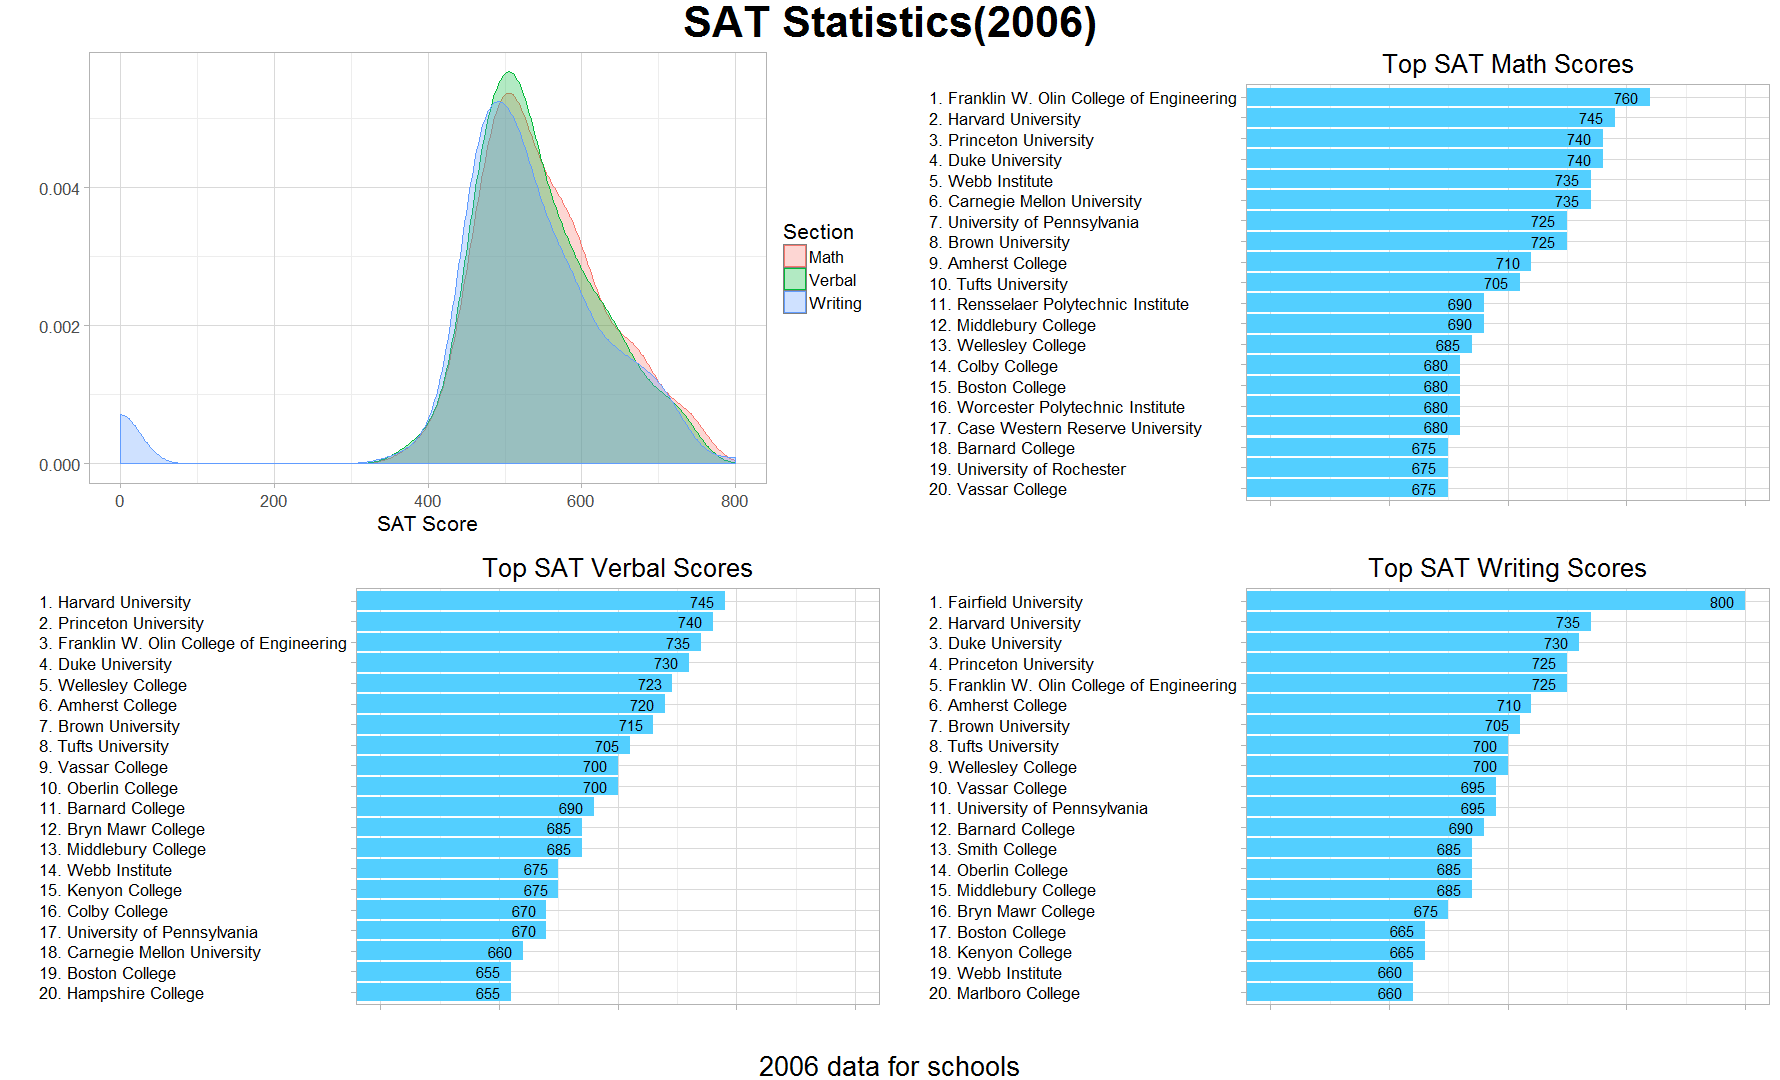 SAT Statistics(2006)
0.004
0.002
0.000
0 200 400 600 800
SAT Score
Section
Math
Verbal
Writing
Top SAT Math Scores
1. Franklin W. Olin College of Engineering 760
2. Harvard University 745
3. Princeton University 740
4. Duke University 740
5. Webb Institute 735
6. Carnegie Mellon University 735
7. University of Pennsylvania 725
8. Brown University 725
9. Amherst College 710
10. Tufts University 705
11. Rensselaer Polytechnic Institute 690
12. Middlebury College 690
13. Wellesley College 685
14. Colby College 680
15. Boston College 680
16. Worcester Polytechnic Institute 680
17. Case Western Reserve University 680
18. Barnard College 675
19. University of Rochester 675
20. Vassar College 675
Top SAT Verbal Scores
1. Harvard University 745
2. Princeton University 740
3. Franklin W. Olin College of Engineering 735
4. Duke University 730
5. Wellesley College 723
6. Amherst College 720
7. Brown University 715
8. Tufts University 705
9. Vassar College 700
10. Oberlin College 700
11. Barnard College 690
12. Bryn Mawr College 685
13. Middlebury College 685
14. Webb Institute 675
15. Kenyon College 675
16. Colby College 670
17. University of Pennsylvania 670
18. Carnegie Mellon University 660
19. Boston College 655
20. Hampshire College 655
Top SAT Writing Scores
1. Fairfield University 800
2. Harvard University 735
3. Duke University 730
4. Princeton University 725
5. Franklin W. Olin College of Engineering 725
6. Amherst College 710
7. Brown University 705
8. Tufts University 700
9. Wellesley College 700
10. Vassar College 695
11. University of Pennsylvania 695
12. Barnard College 690
13. Smith College 685
14. Oberlin College 685
15. Middlebury College 685
16. Bryn Mawr College 675
17. Boston College 665
18. Kenyon College 665
19. Webb Institute 660
20. Marlboro College 660
2006 data for schools